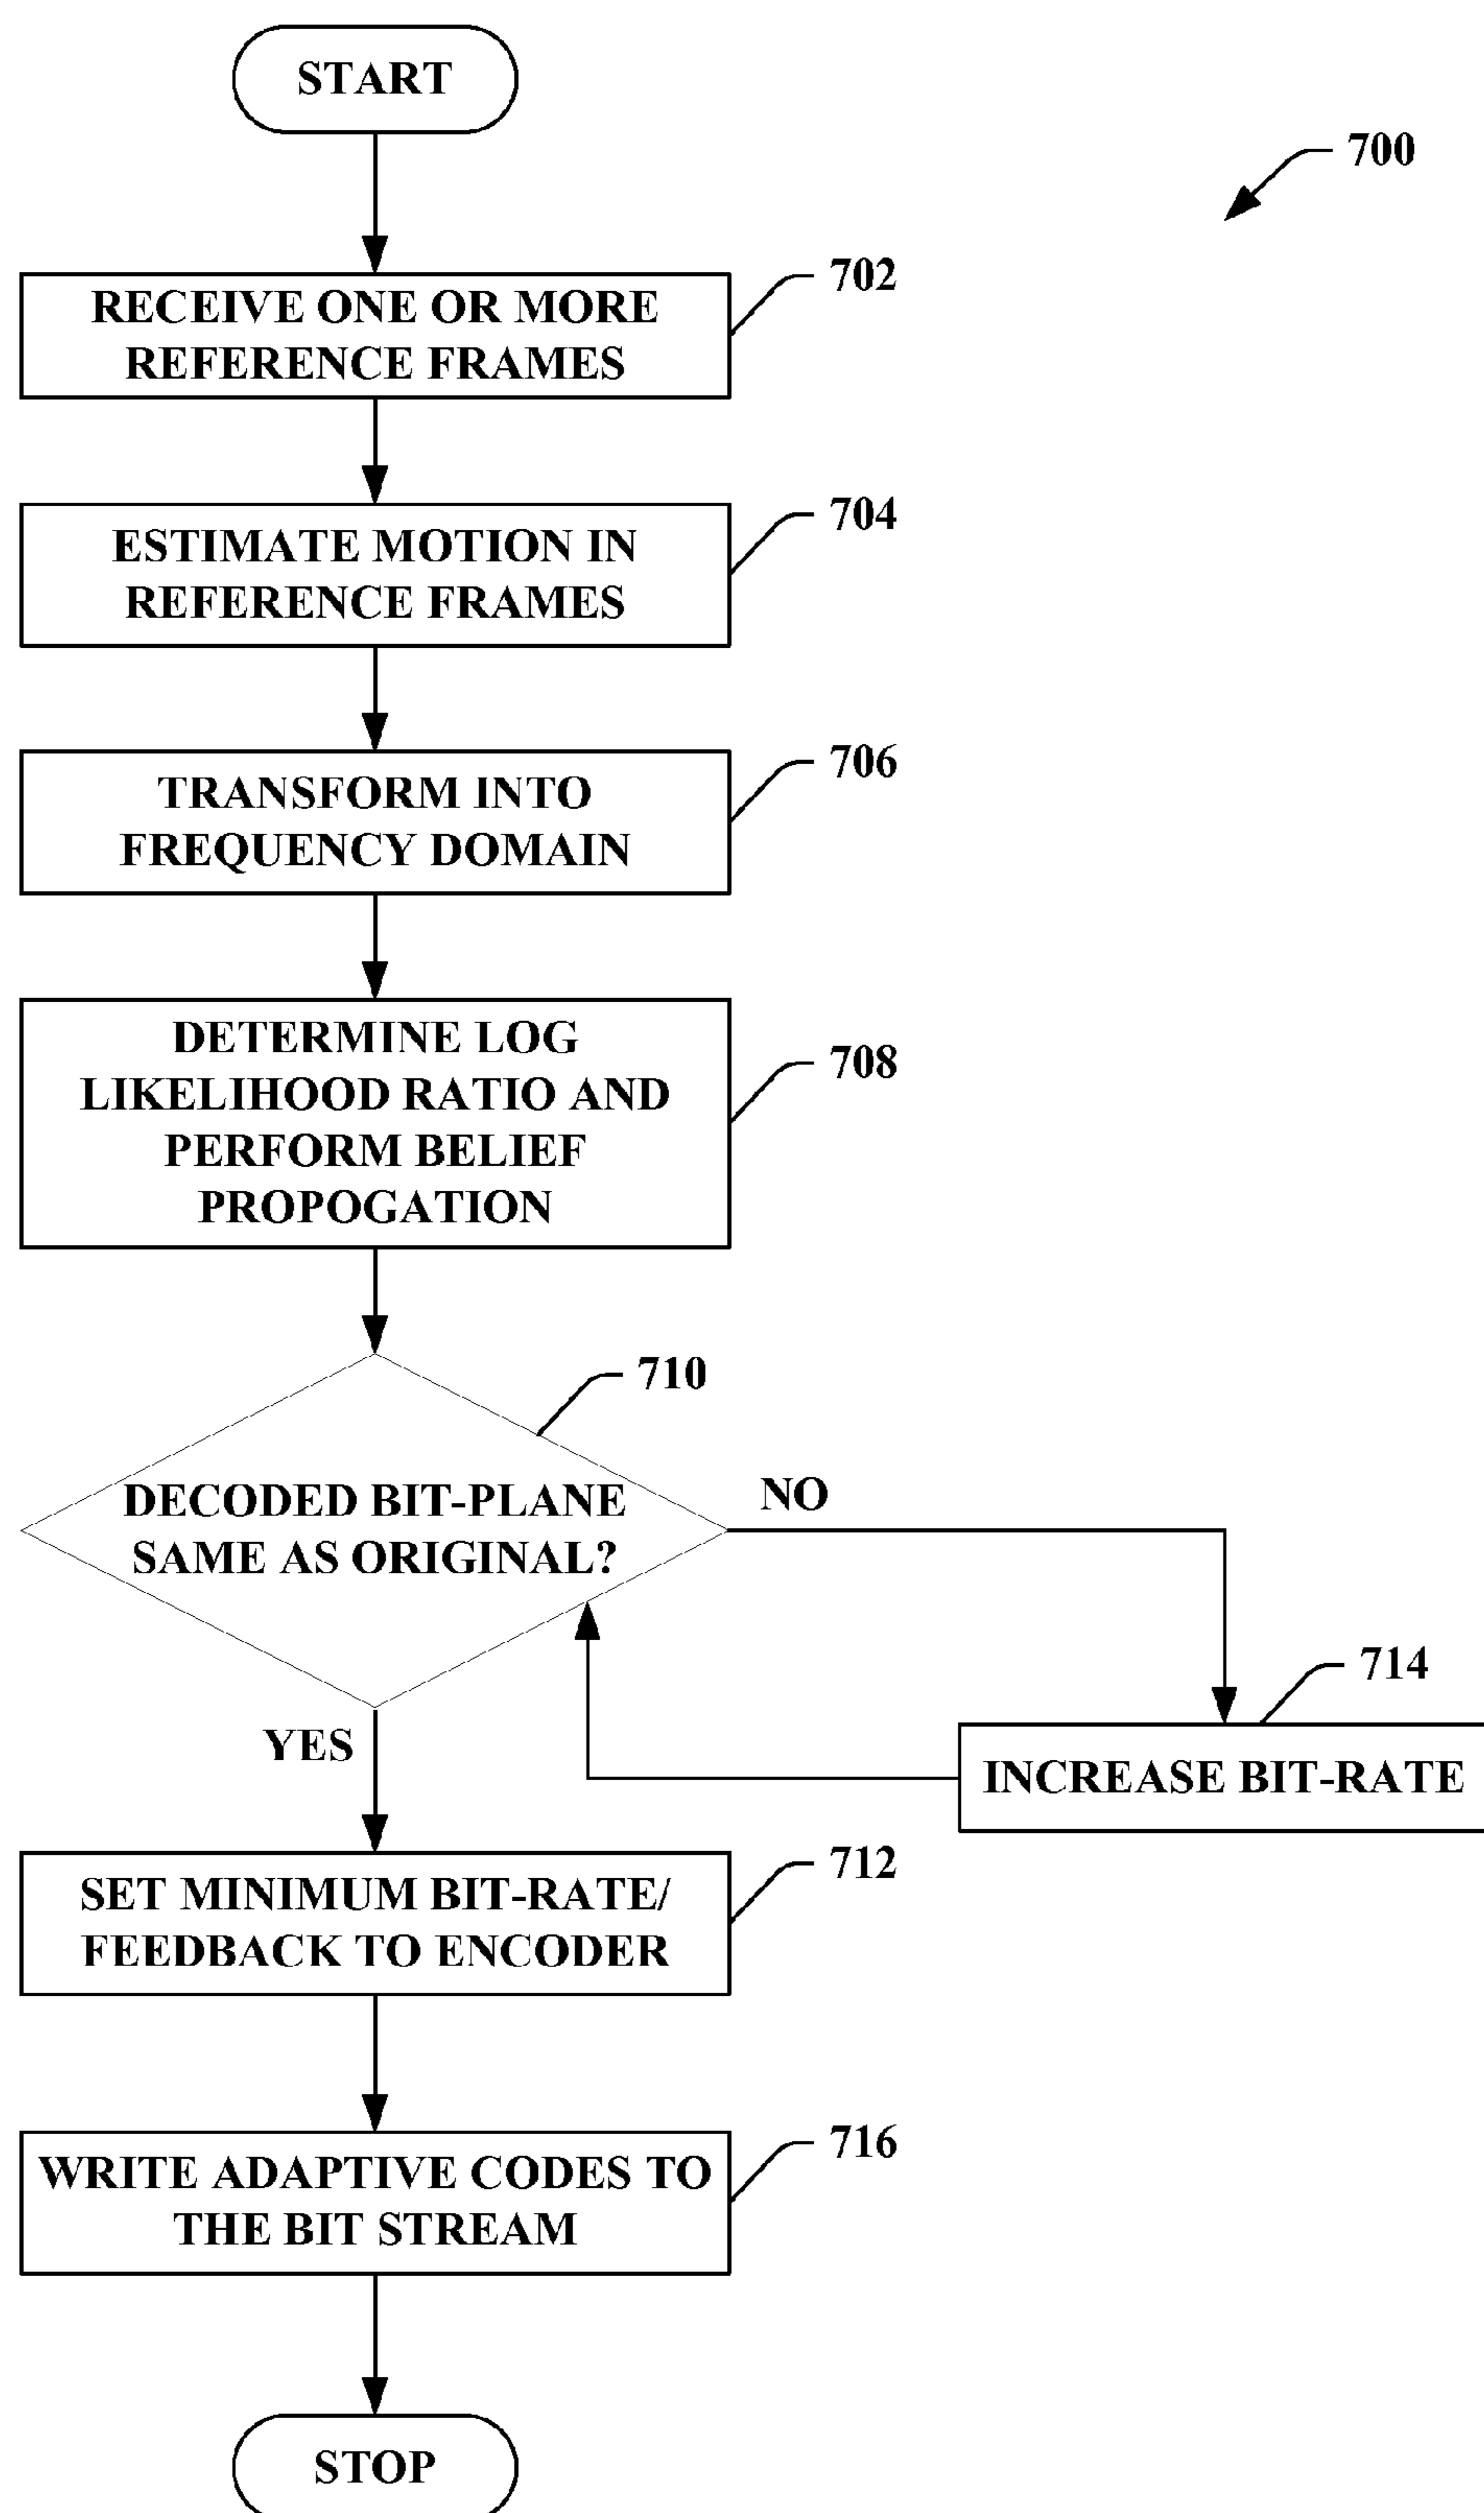 START
700
RECEIVE ONE OR MORE
REFERENCE FRAMES
702
ESTIMATE MOTION IN
REFERENCE FRAMES
704
TRANSFORM INTO
FREQUENCY DOMAIN
706
DETERMINE LOG
LIKELIHOOD RATIO AND
PERFORM BELIEF
PROPOGATION
708
710
DECODED BIT-PLANE
SAME AS ORIGINAL?
NO
714
INCREASE BIT-RATE
YES
SET MINIMUM BIT-RATE/
FEEDBACK TO ENCODER
712
WRITE ADAPTIVE CODES TO
THE BIT STREAM
716
STOP